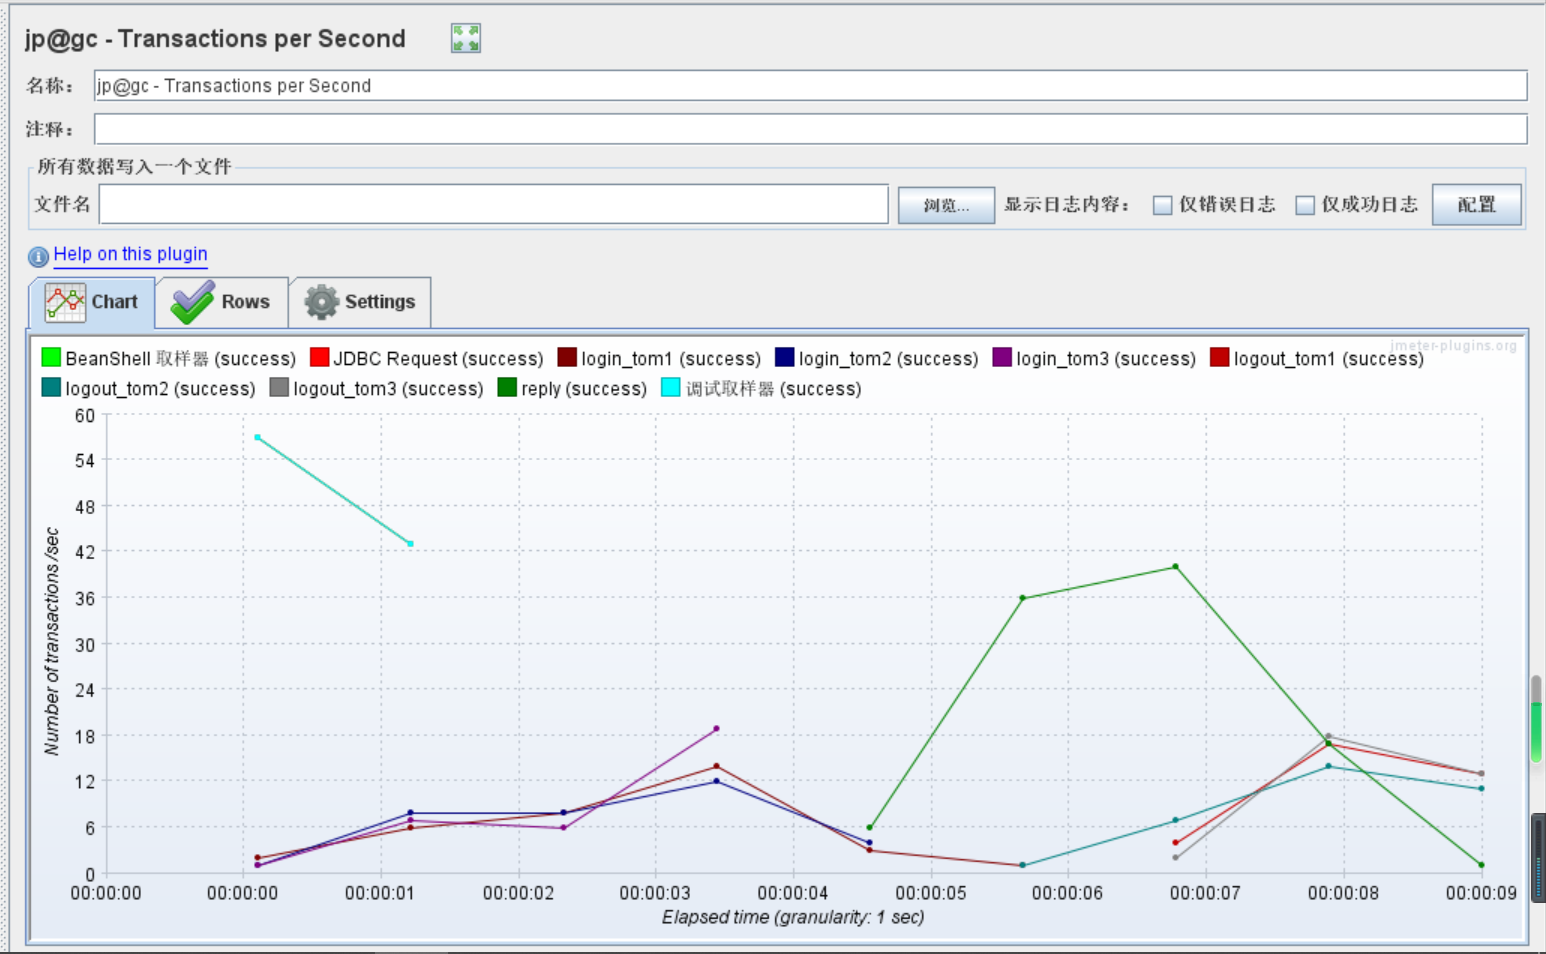 jp@gc - Transactions per Second
名称： jp@gc - Transactions per Second
注释：
所有数据写入一个文件
文件名 浏览... 显示日志内容： 仅错误日志 仅成功日志 配置
Help on this plugin
Chart Rows Settings
jmeter-plugins.org
BeanShell 取样器 (success) JDBC Request (success) login_tom1 (success) login_tom2 (success) login_tom3 (success) logout_tom1 (success)
logout_tom2 (success) logout_tom3 (success) reply (success) 调试取样器 (success)
60
54
48
42
36
30
24
18
12
6
0
Number of transactions /sec
00:00:00 00:00:00 00:00:01 00:00:02 00:00:03 00:00:04 00:00:05 00:00:06 00:00:07 00:00:08 00:00:09
Elapsed time (granularity: 1 sec)